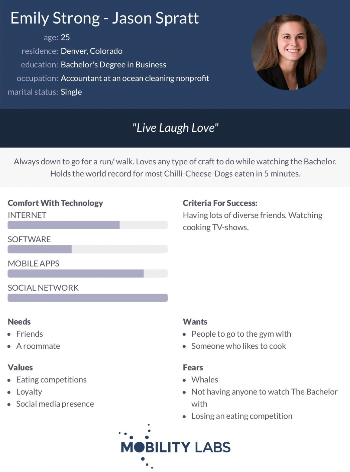 Emily Strong - Jason Spratt
age: 25
residence: Denver, Colorado
education: Bachelor's Degree in Business
occupation: Accountant at an ocean cleaning nonprofit
marital status: Single
"Live Laugh Love"
Always down to go for a run/ walk. Loves any type of craft to do while watching the Bachelor.
Holds the world record for most Chilli-Cheese-Dogs eaten in 5 minutes.
Comfort With Technology
INTERNET
SOFTWARE
MOBILE APPS
SOCIAL NETWORK
Criteria For Success:
Having lots of diverse friends. Watching
cooking TV-shows.
Needs
• Friends
• A roommate
Wants
• People to go to the gym with
• Someone who likes to cook
Values
• Eating competitions
• Loyalty
• Social media presence
Fears
• Whales
• Not having anyone to watch The Bachelor
with
• Losing an eating competition
MOBILITY LABS